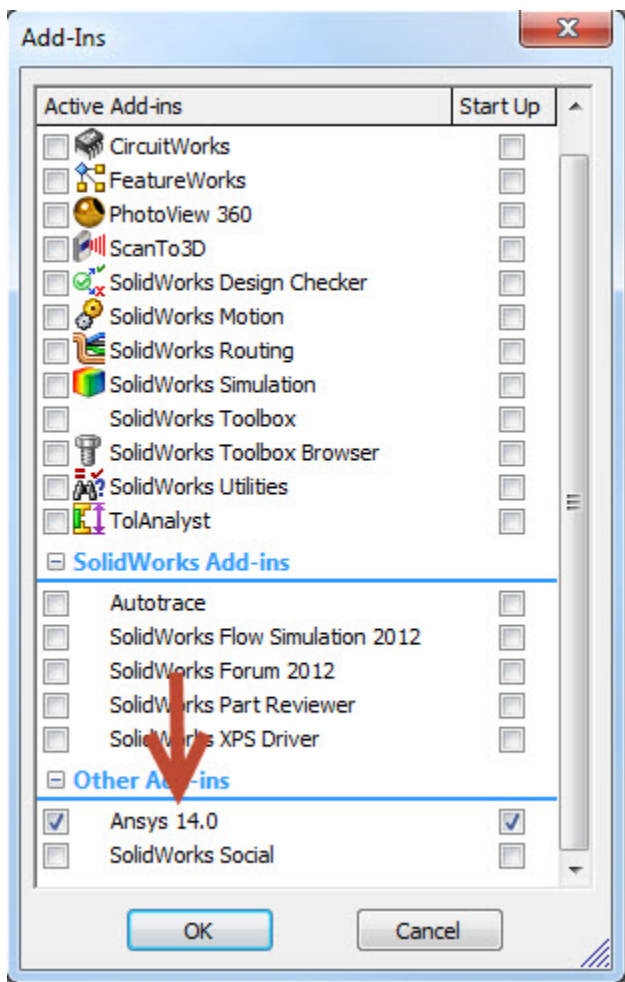 Add-Ins
Active Add-ins Start Up
CircuitWorks
FeatureWorks
PhotoView 360
ScanTo3D
SolidWorks Design Checker
SolidWorks Motion
SolidWorks Routing
SolidWorks Simulation
SolidWorks Toolbox
SolidWorks Toolbox Browser
SolidWorks Utilities
TolAnalyst
SolidWorks Add-ins
Autotrace
SolidWorks Flow Simulation 2012
SolidWorks Forum 2012
SolidWorks Part Reviewer
SolidWorks XPS Driver
Other Add-ins
Ansys 14.0
SolidWorks Social
OK Cancel